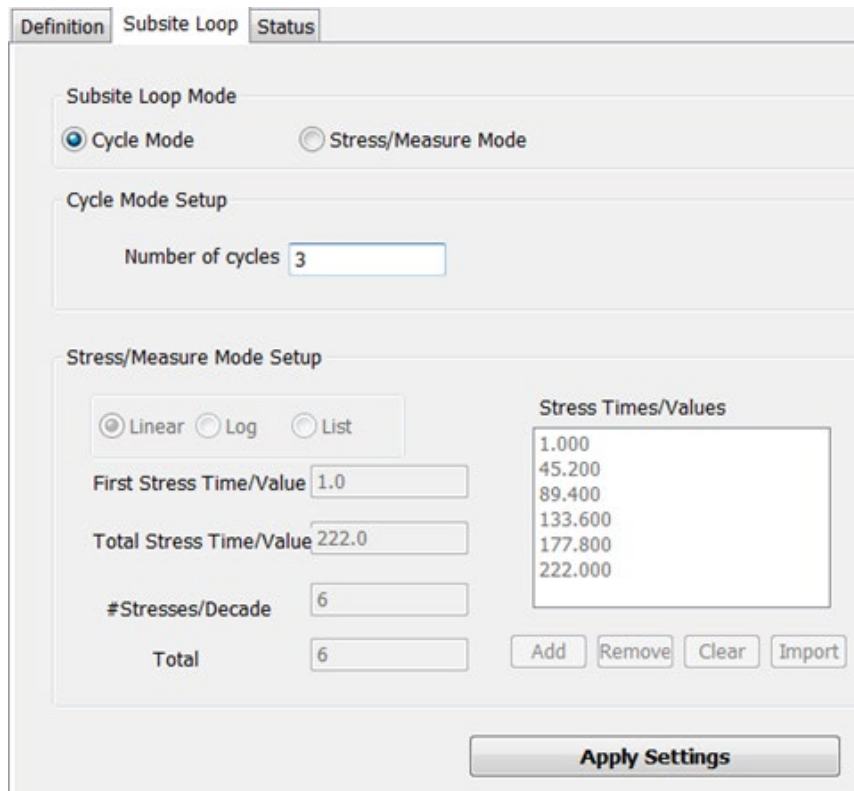 Definition Subsite Loop Status
Subsite Loop Mode
Cycle Mode Stress/Measure Mode
Cycle Mode Setup
Number of cycles 3
Stress/Measure Mode Setup
Linear Log List
First Stress Time/Value 1.0
Total Stress Time/Value 222.0
#Stresses/Decade 6
Total 6
Stress Times/Values
1.000
45.200
89.400
133.600
177.800
222.000
Add Remove Clear Import
Apply Settings